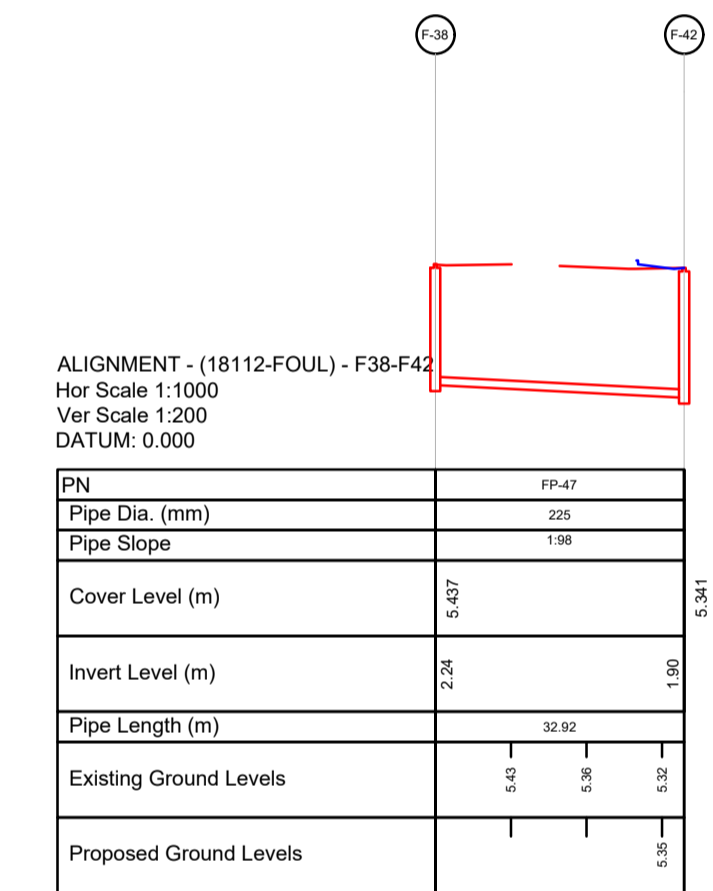 F-38
F-42
ALIGNMENT - (18112-FOUL) - F38-F42
Hor Scale 1:1000
Ver Scale 1:200
DATUM: 0.000
PN
FP-47
Pipe Dia. (mm)
225
Pipe Slope
1:98
Cover Level (m)
5.437
5.341
Invert Level (m)
2.24
1.90
Pipe Length (m)
32.92
Existing Ground Levels
5.43
5.36
5.32
Proposed Ground Levels
5.35